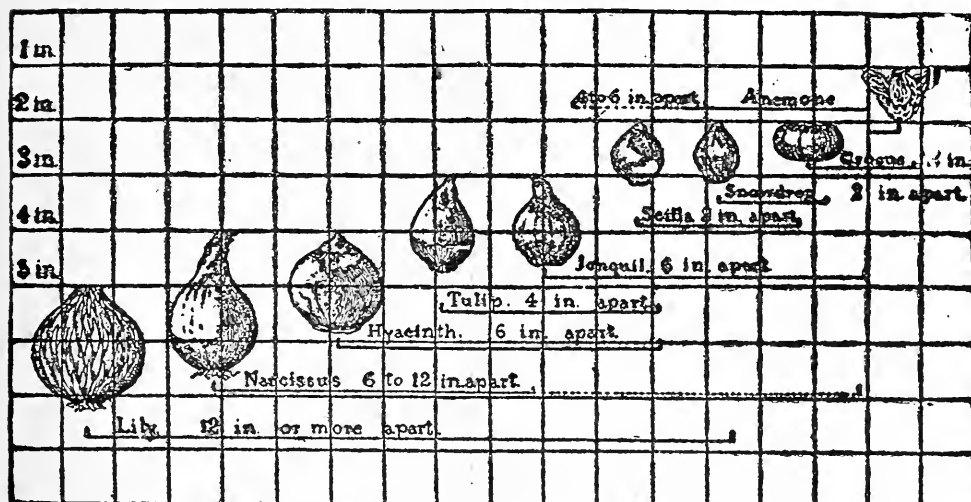 1 in.
2 in.
4 to 6 in. apart. Anemone
3 in.
Crocus. in.
Snowdrop 2 in apart.
4 in.
Scilla 2 in. apart
5 in.
Jonquil. 6 in. apart
Tulip. 4 in. apart.
Hyacinth. 6 in. apart
Narcissus 6 to 12 in. apart.
Lily. 12 in. or more apart.